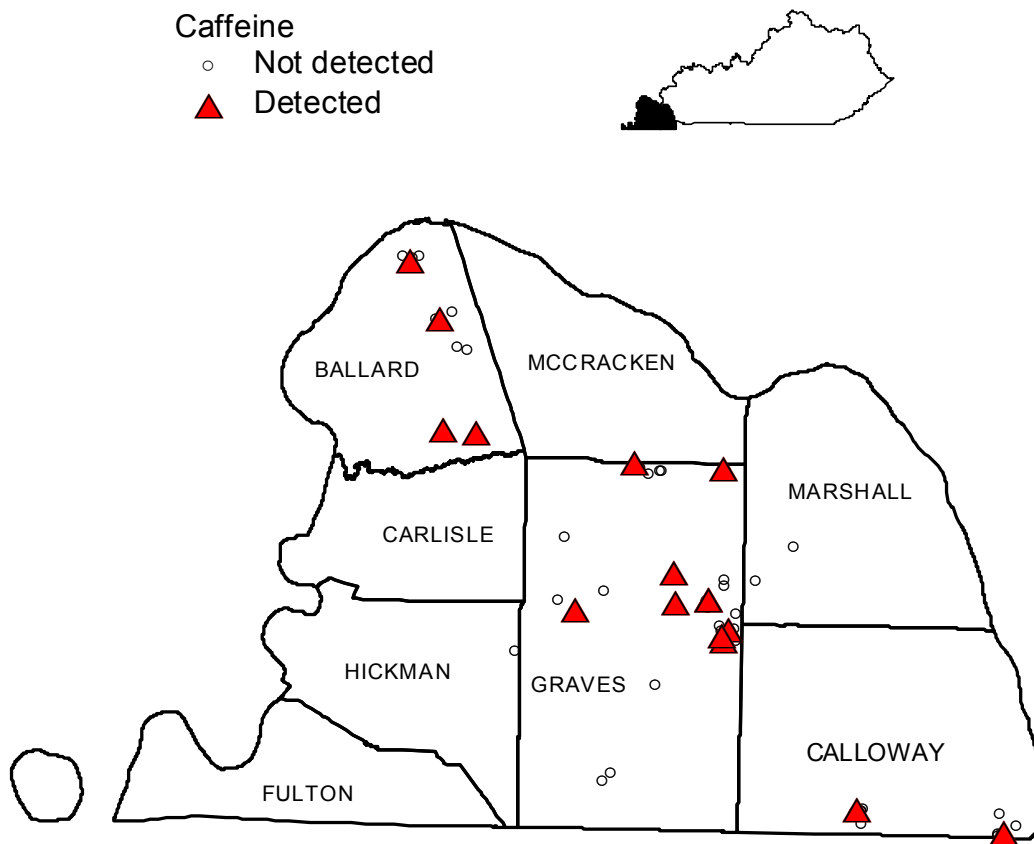 Caffeine
Not detected
Detected
BALLARD
MCCRACKEN
MARSHALL
CARLISLE
HICKMAN
GRAVES
CALLOWAY
FULTON